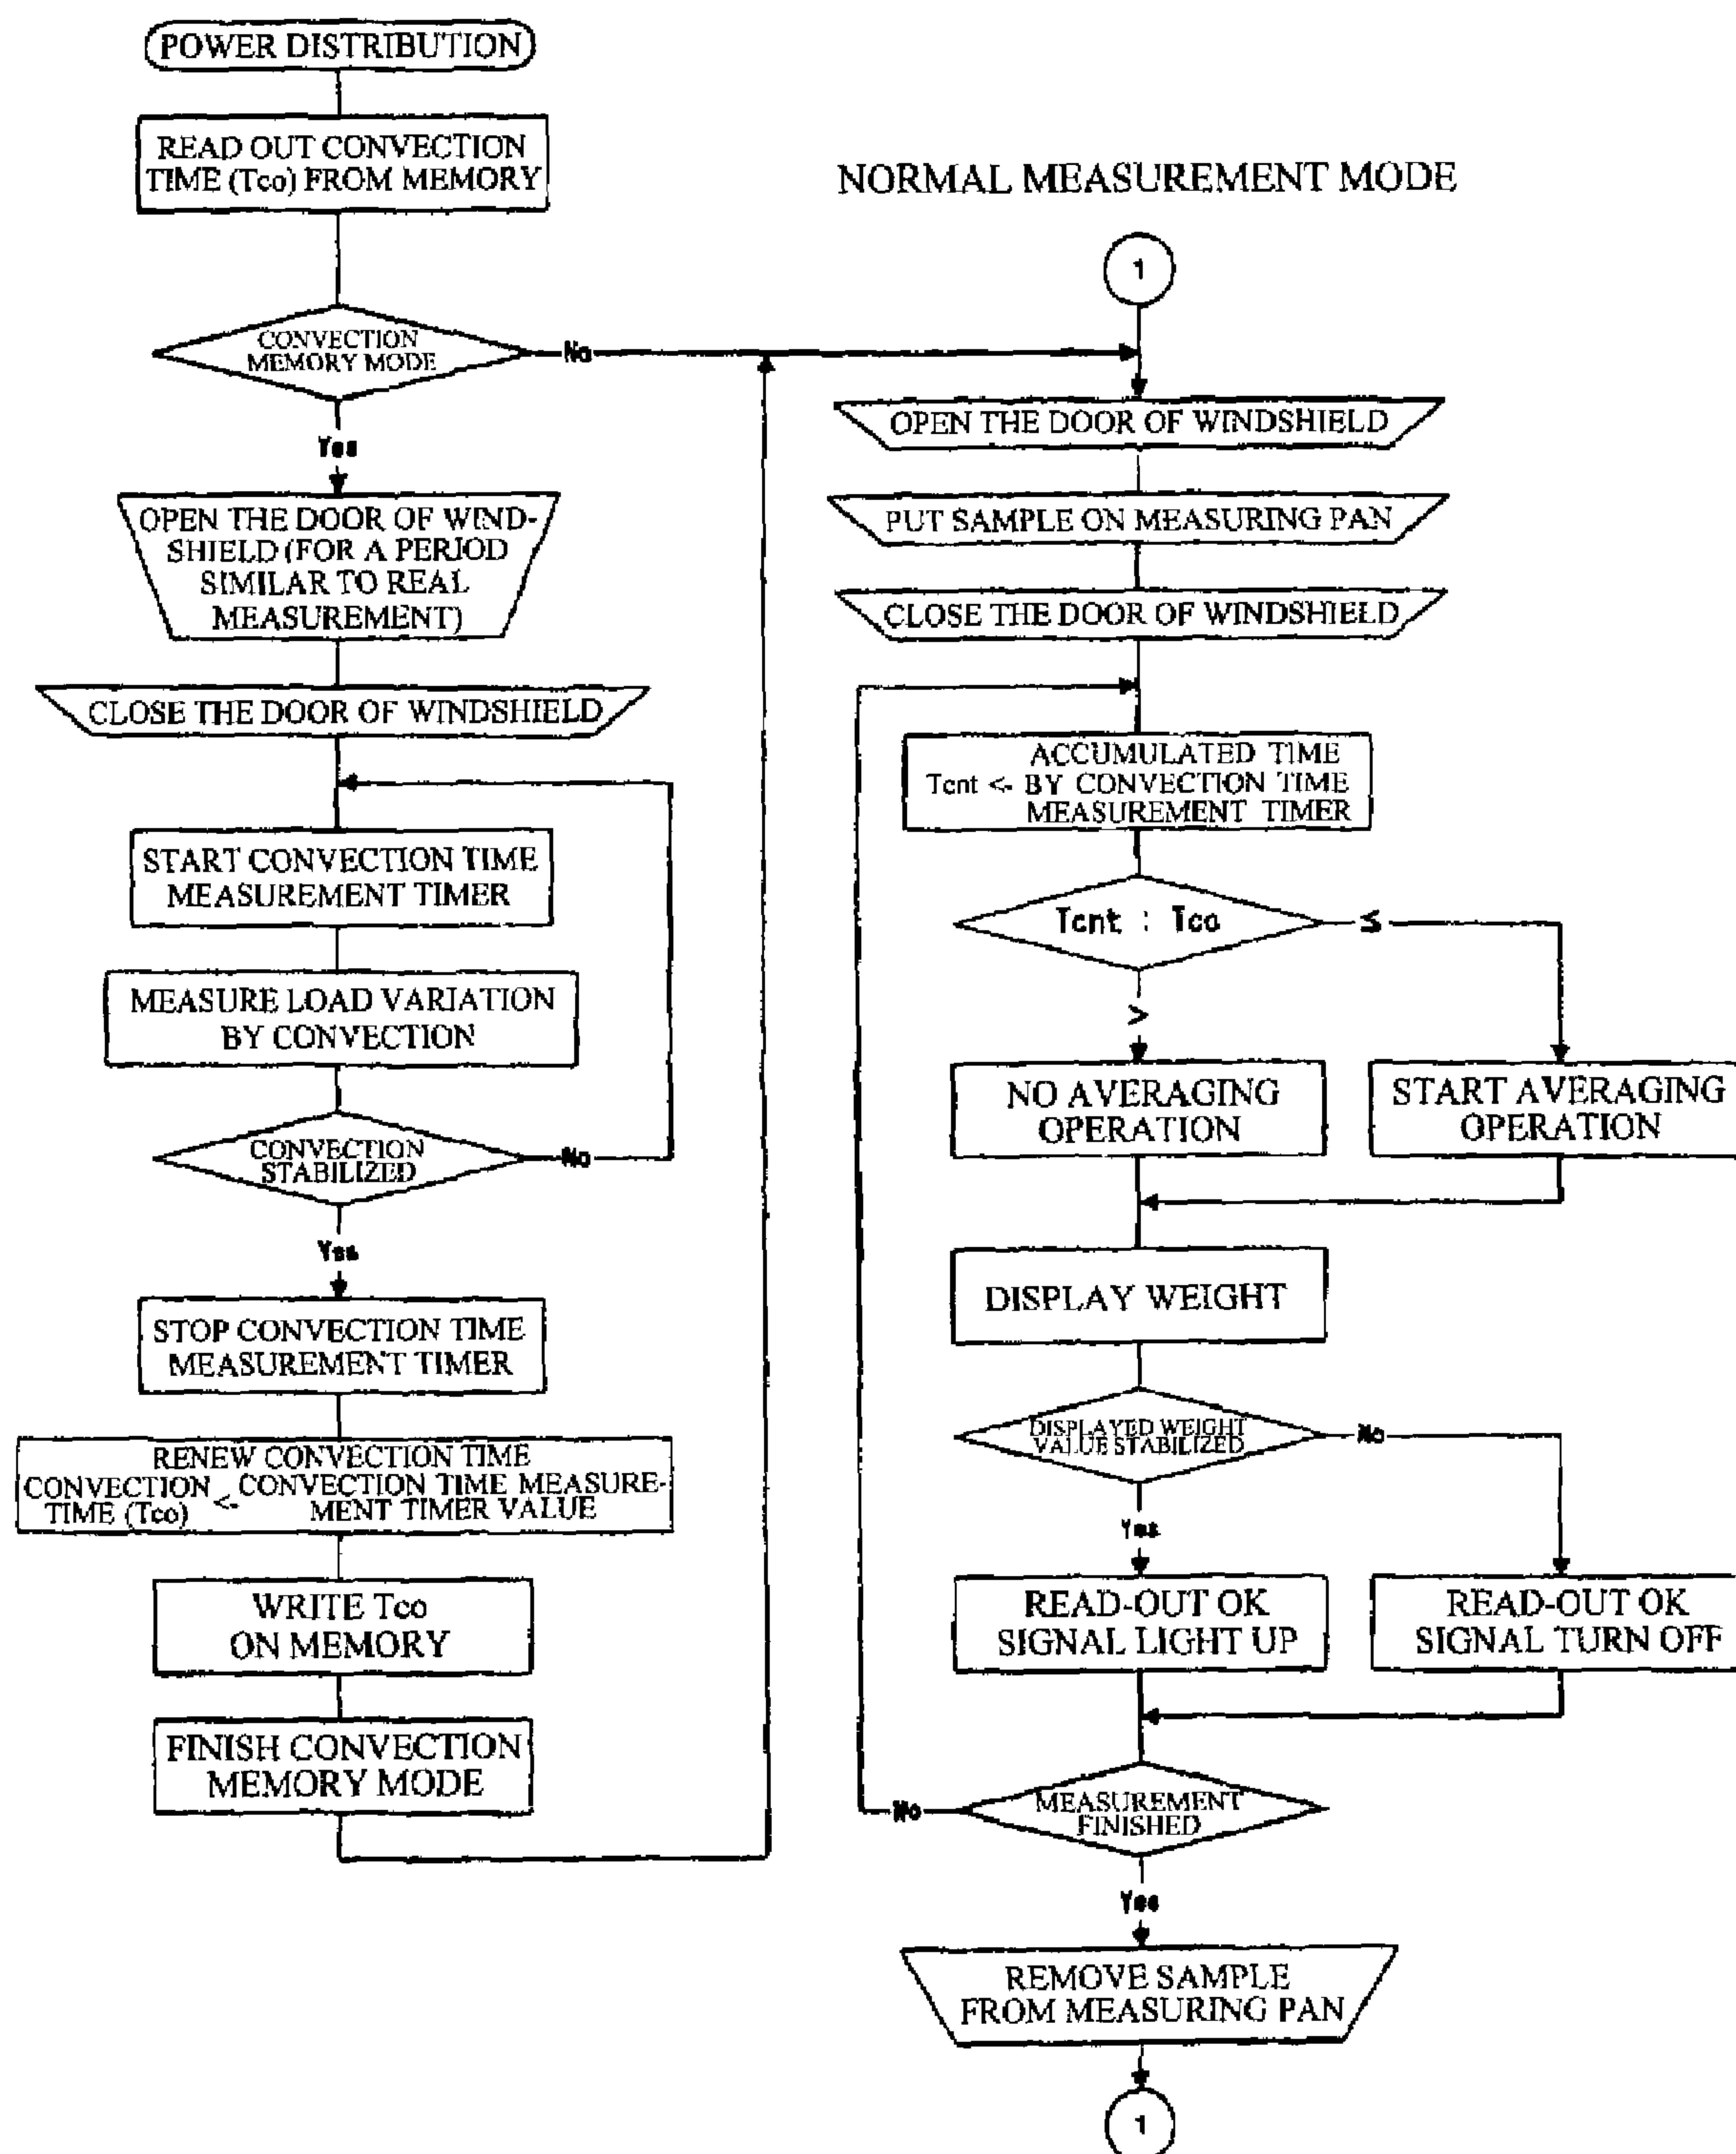 POWER DISTRIBUTION
READ OUT CONVECTION
TIME (Tco) FROM MEMORY
CONVECTION
MEMORY MODE
No
Yes
OPEN THE DOOR OF WIND-
SHIELD (FOR A PERIOD
SIMILAR TO REAL
MEASUREMENT)
CLOSE THE DOOR OF WINDSHIELD
START CONVECTION TIME
MEASUREMENT TIMER
MEASURE LOAD VARIATION
BY CONVECTION
CONVECTION
STABILIZED
No
Yes
STOP CONVECTION TIME
MEASUREMENT TIMER
RENEW CONVECTION TIME
CONVECTION <- CONVECTION TIME MEASURE-
TIME (Tco) MENT TIMER VALUE
WRITE Tco
ON MEMORY
FINISH CONVECTION
MEMORY MODE
NORMAL MEASUREMENT MODE
1
OPEN THE DOOR OF WINDSHIELD
PUT SAMPLE ON MEASURING PAN
CLOSE THE DOOR OF WINDSHIELD
ACCUMULATED TIME
Tcnt <- BY CONVECTION TIME
MEASUREMENT TIMER
Tcnt : Tco
≤
>
NO AVERAGING
OPERATION
START AVERAGING
OPERATION
DISPLAY WEIGHT
DISPLAYED WEIGHT
VALUE STABILIZED
No
Yes
READ-OUT OK
SIGNAL LIGHT UP
READ-OUT OK
SIGNAL TURN OFF
MEASUREMENT
FINISHED
No
Yes
REMOVE SAMPLE
FROM MEASURING PAN
1